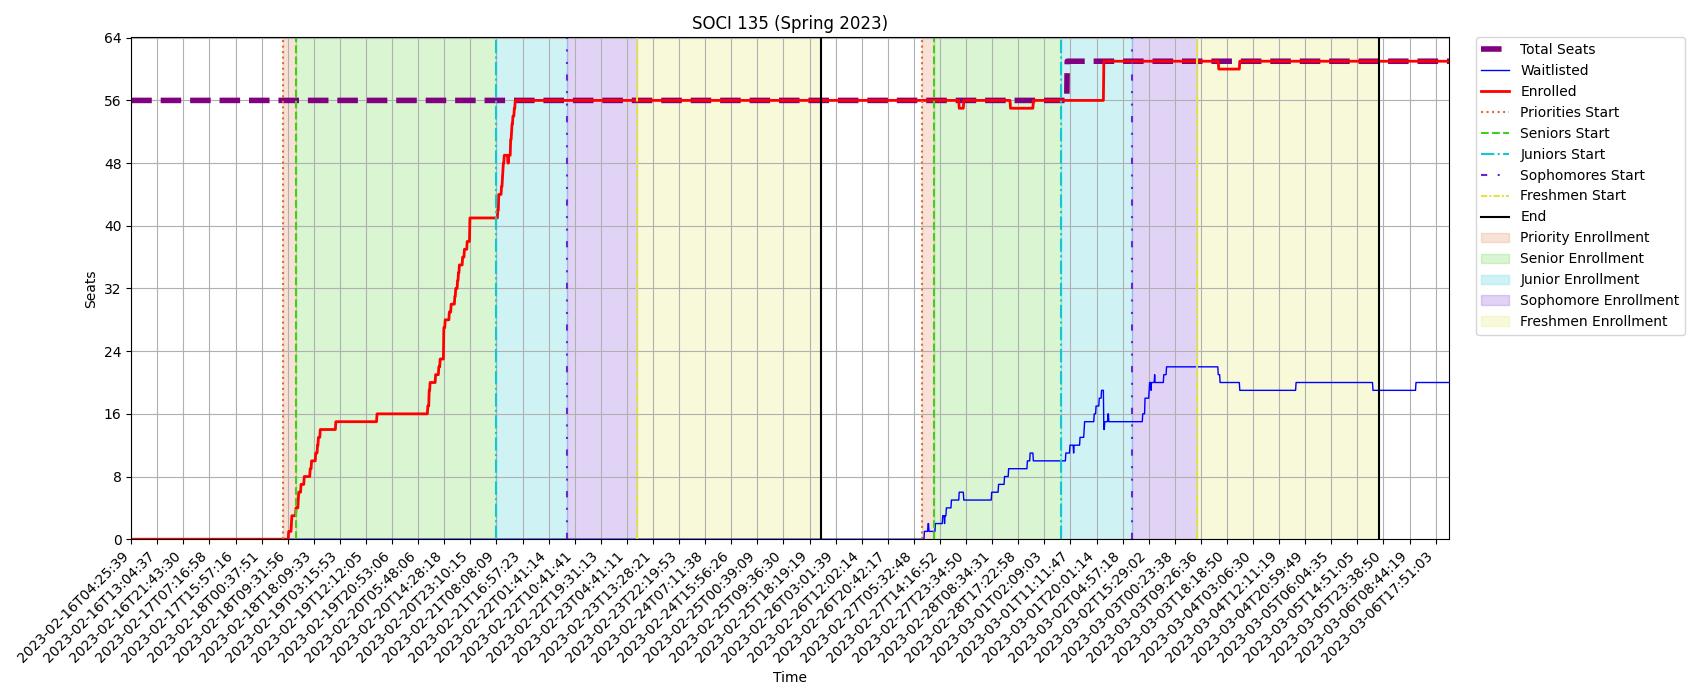 SOCI 135 (Spring 2023)
Seats
64
56
48
40
32
24
16
8
0
2023-02-16T04:25:39
2023-02-16T13:04:37
2023-02-16T21:43:30
2023-02-17T07:16:58
2023-02-17T15:57:16
2023-02-18T00:37:51
2023-02-18T09:31:56
2023-02-18T18:09:33
2023-02-19T03:15:53
2023-02-19T12:12:05
2023-02-19T20:53:06
2023-02-20T05:48:06
2023-02-20T14:28:18
2023-02-20T23:10:15
2023-02-21T08:08:09
2023-02-21T16:57:23
2023-02-22T01:41:14
2023-02-22T10:41:41
2023-02-22T19:31:13
2023-02-23T04:41:11
2023-02-23T13:28:21
2023-02-23T22:19:53
2023-02-24T07:11:38
2023-02-24T15:56:26
2023-02-25T00:39:09
2023-02-25T09:36:30
2023-02-25T18:19:19
2023-02-26T03:01:39
2023-02-26T12:02:14
2023-02-26T20:42:17
2023-02-27T05:32:48
2023-02-27T14:16:52
2023-02-27T23:34:50
2023-02-28T08:34:31
2023-02-28T17:22:58
2023-03-01T02:09:03
2023-03-01T11:11:47
2023-03-01T20:01:14
2023-03-02T04:57:18
2023-03-02T15:29:02
2023-03-03T00:23:38
2023-03-03T09:26:36
2023-03-03T18:18:50
2023-03-04T03:06:30
2023-03-04T12:11:19
2023-03-04T20:59:49
2023-03-05T06:04:35
2023-03-05T14:51:05
2023-03-05T23:38:50
2023-03-06T08:44:19
2023-03-06T17:51:03
Time
Total Seats
Waitlisted
Enrolled
Priorities Start
Seniors Start
Juniors Start
Sophomores Start
Freshmen Start
End
Priority Enrollment
Senior Enrollment
Junior Enrollment
Sophomore Enrollment
Freshmen Enrollment